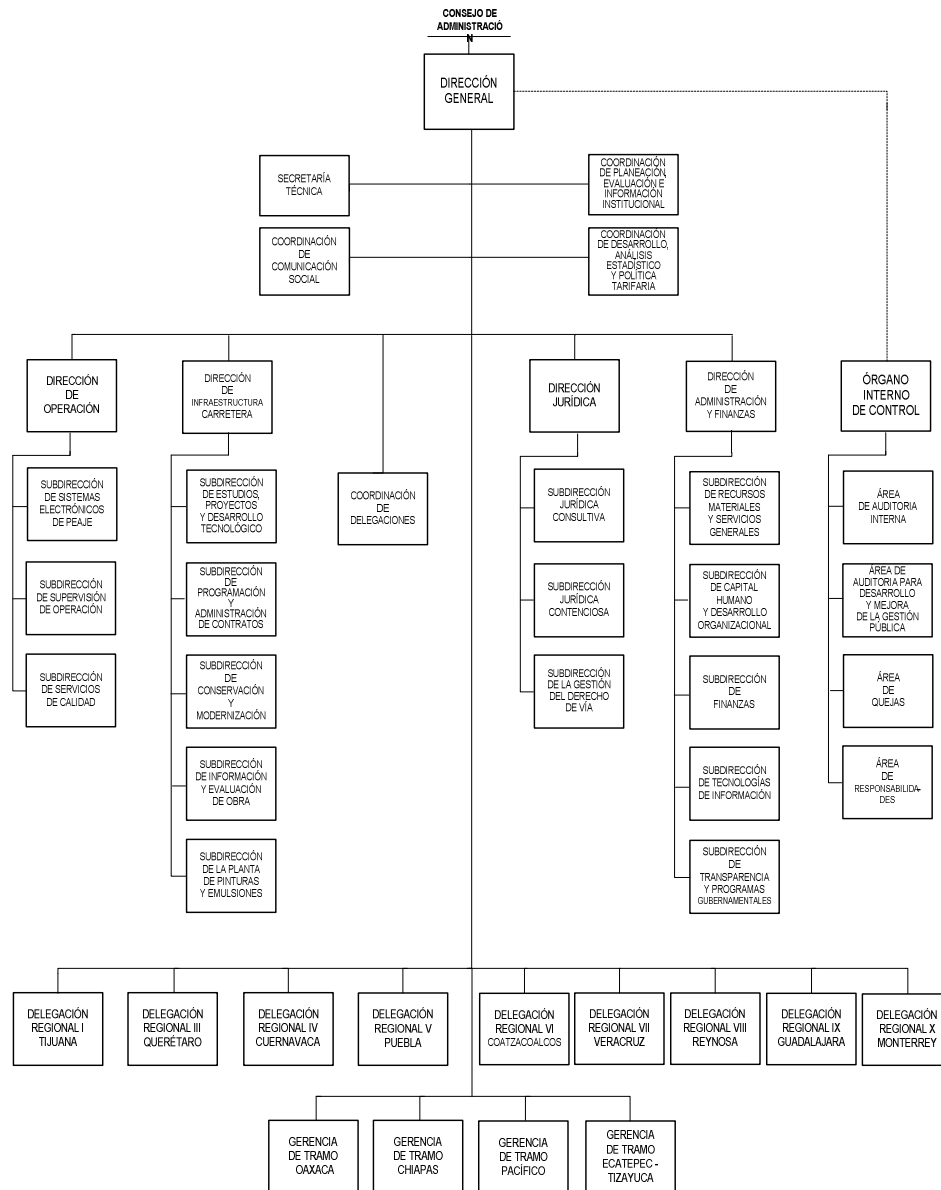 CONSEJO DE
ADMINISTRACIÓ
N
DIRECCIÓN
GENERAL
SECRETARÍA
TÉCNICA
COORDINACIÓN
DE PLANEACIÓN,
EVALUACIÓN E
INFORMACIÓN
INSTITUCIONAL
COORDINACIÓN
DE
COMUNICACIÓN
SOCIAL
COORDINACIÓN
DE DESARROLLO,
ANÁLISIS
ESTADÍSTICO
Y POLÍTICA
TARIFARIA
DIRECCIÓN
DE
OPERACIÓN
DIRECCIÓN
DE
INFRAESTRUCTURA
CARRETERA
DIRECCIÓN
JURÍDICA
DIRECCIÓN
DE
ADMINISTRACIÓN
Y FINANZAS
ÓRGANO
INTERNO
DE CONTROL
SUBDIRECCIÓN
DE SISTEMAS
ELECTRÓNICOS
DE PEAJE
SUBDIRECCIÓN
DE SUPERVISIÓN
DE OPERACIÓN
SUBDIRECCIÓN
DE SERVICIOS
DE CALIDAD
SUBDIRECCIÓN
DE ESTUDIOS,
PROYECTOS
Y DESARROLLO
TECNOLÓGICO
SUBDIRECCIÓN
DE
PROGRAMACIÓN
Y
ADMINISTRACIÓN
DE CONTRATOS
SUBDIRECCIÓN
DE
CONSERVACIÓN
Y
MODERNIZACIÓN
SUBDIRECCIÓN
DE INFORMACIÓN
Y EVALUACIÓN
DE OBRA
SUBDIRECCIÓN
DE LA PLANTA
DE PINTURAS
Y EMULSIONES
COORDINACIÓN
DE
DELEGACIONES
SUBDIRECCIÓN
JURÍDICA
CONSULTIVA
SUBDIRECCIÓN
JURÍDICA
CONTENCIOSA
SUBDIRECCIÓN
DE LA GESTIÓN
DEL DERECHO
DE VÍA
SUBDIRECCIÓN
DE RECURSOS
MATERIALES
Y SERVICIOS
GENERALES
SUBDIRECCIÓN
DE CAPITAL
HUMANO
Y DESARROLLO
ORGANIZACIONAL
SUBDIRECCIÓN
DE
FINANZAS
SUBDIRECCIÓN
DE TECNOLOGÍAS
DE INFORMACIÓN
SUBDIRECCIÓN
DE
TRANSPARENCIA
Y PROGRAMAS
GUBERNAMENTALES
ÁREA
DE AUDITORIA
INTERNA
ÁREA DE
AUDITORIA PARA
DESARROLLO
Y MEJORA
DE LA GESTIÓN
PÚBLICA
ÁREA
DE
QUEJAS
ÁREA
DE
RESPONSABILIDA-
DES
DELEGACIÓN
REGIONAL I
TIJUANA
DELEGACIÓN
REGIONAL III
QUERÉTARO
DELEGACIÓN
REGIONAL IV
CUERNAVACA
DELEGACIÓN
REGIONAL V
PUEBLA
DELEGACIÓN
REGIONAL VI
COATZACOALCOS
DELEGACIÓN
REGIONAL VII
VERACRUZ
DELEGACIÓN
REGIONAL VIII
REYNOSA
DELEGACIÓN
REGIONAL IX
GUADALAJARA
DELEGACIÓN
REGIONAL X
MONTERREY
GERENCIA
DE TRAMO
OAXACA
GERENCIA
DE TRAMO
CHIAPAS
GERENCIA
DE TRAMO
PACÍFICO
GERENCIA
DE TRAMO
ECATEPEC -
TIZAYUCA